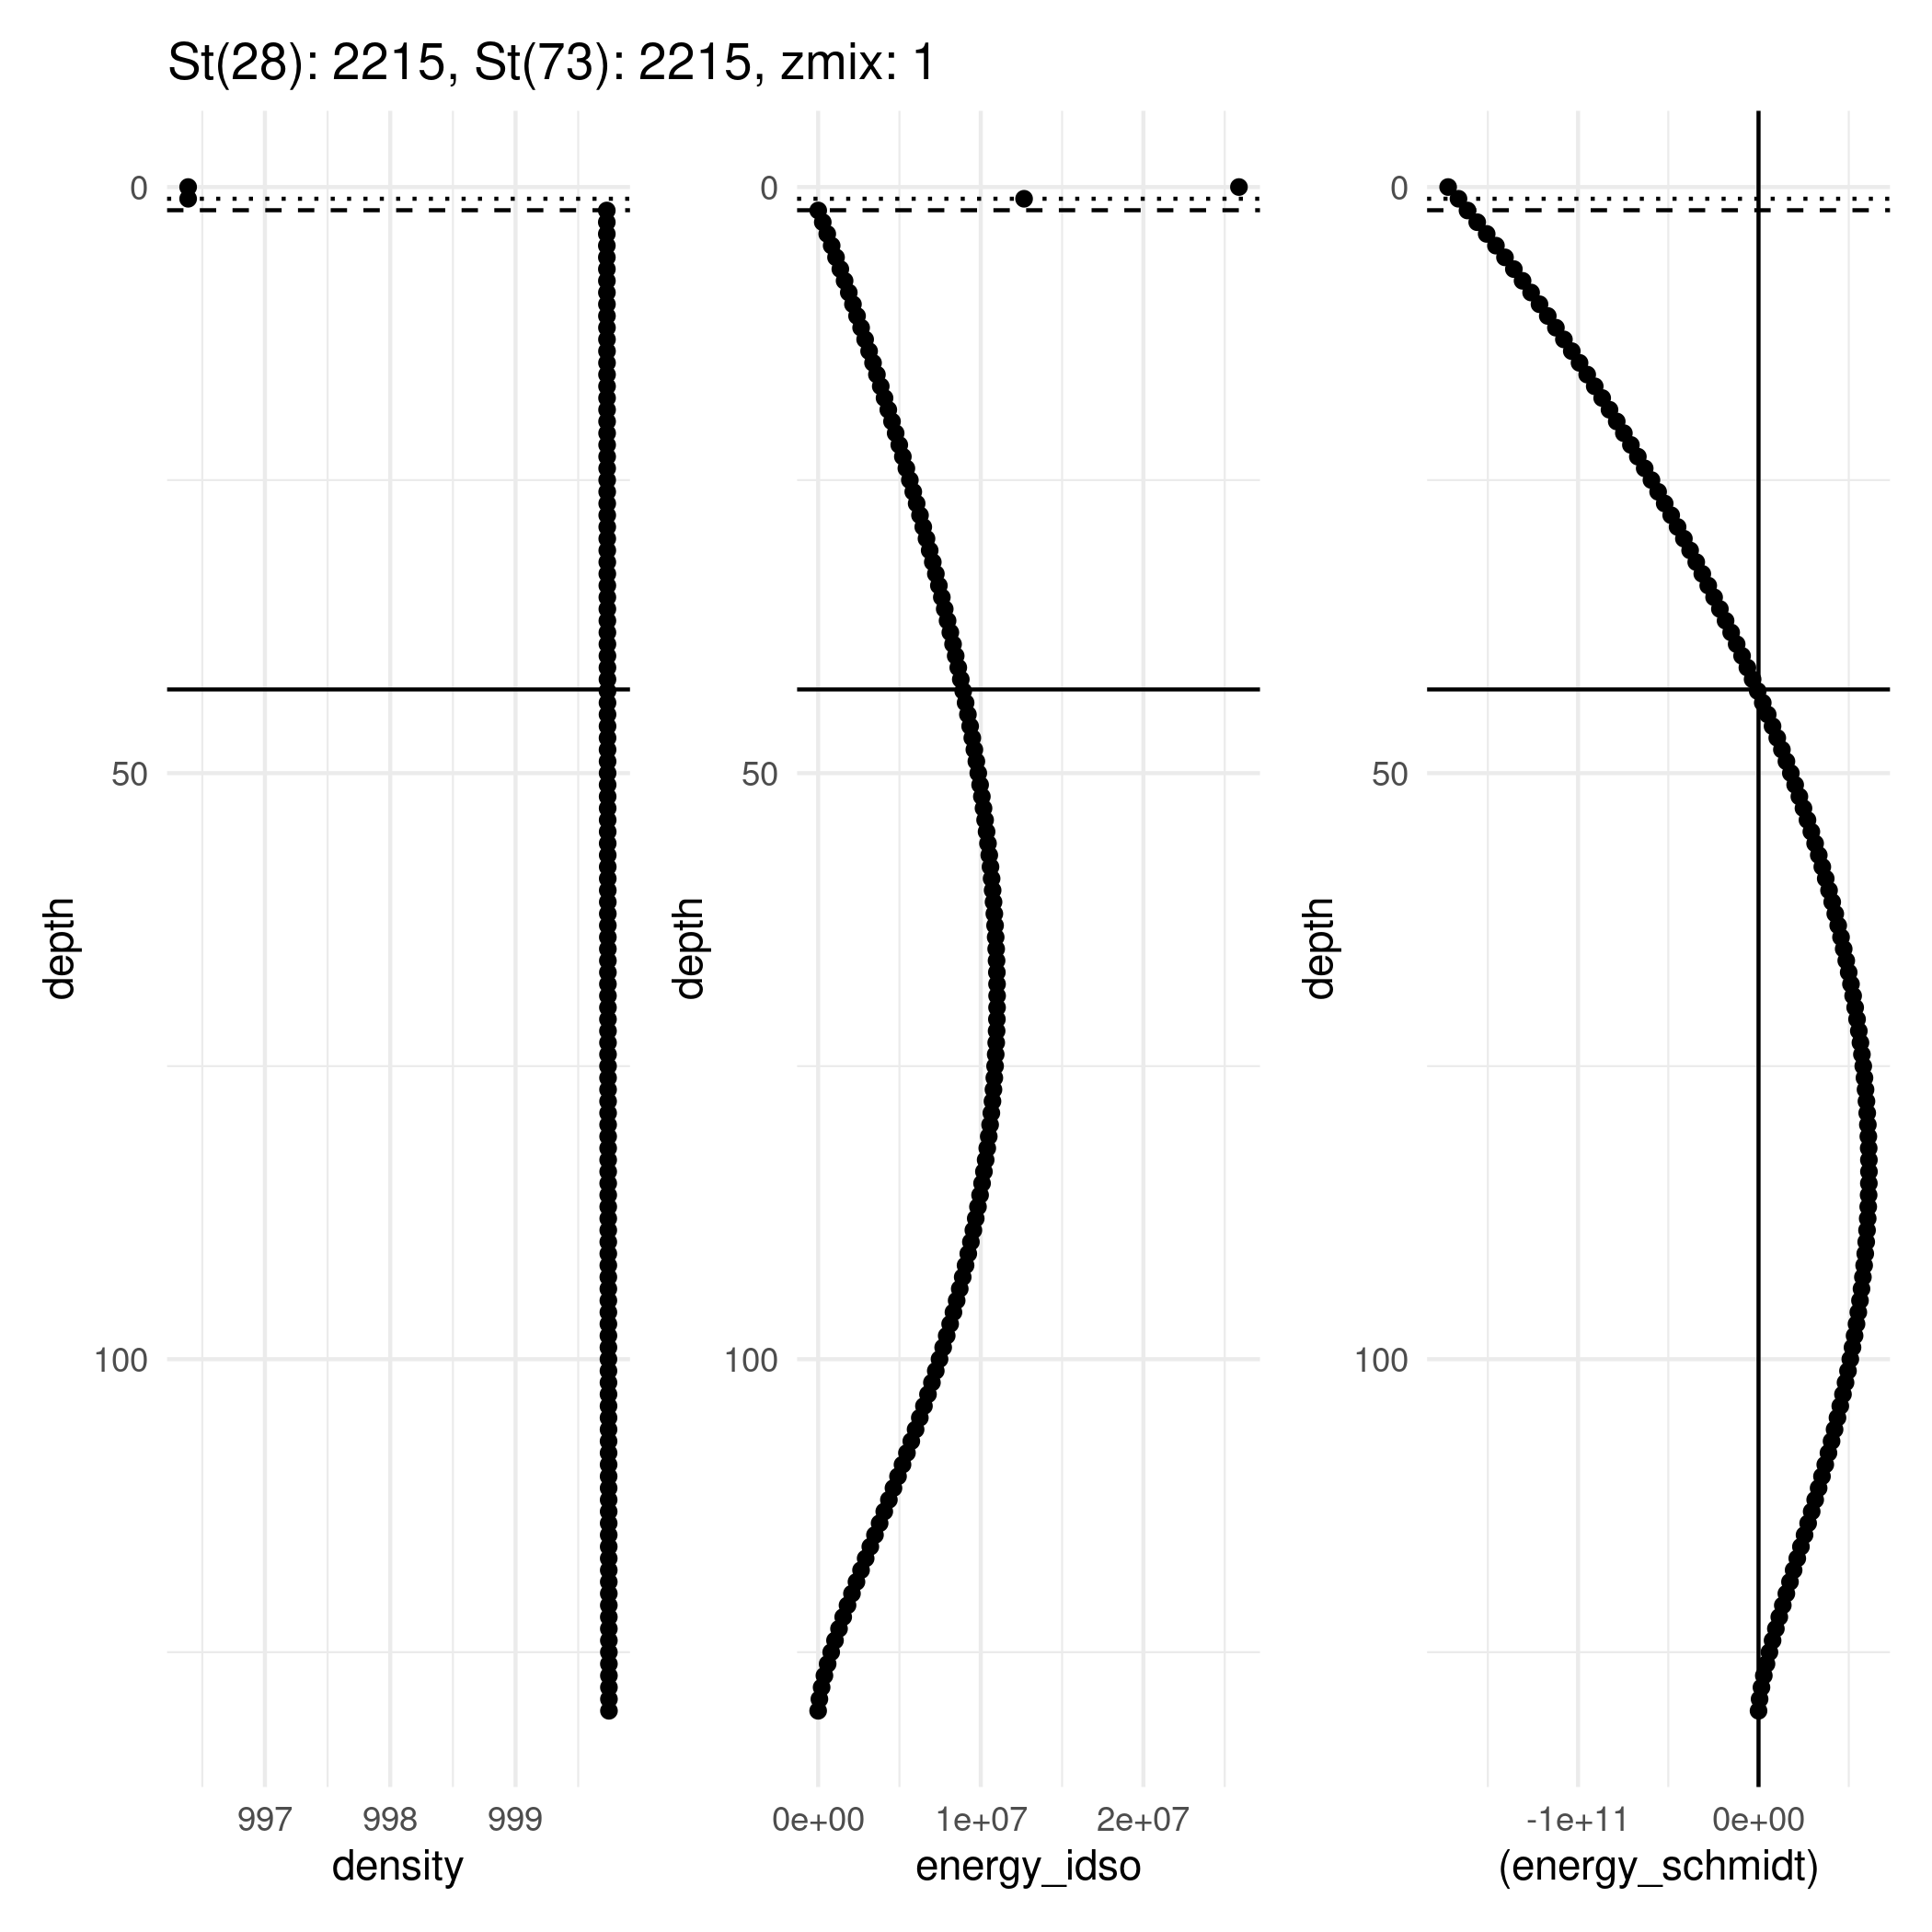 St(28): 2215, St(73): 2215, zmix: 1
0
50
100
depth
997 998 999
density
0
50
100
depth
0e+00 1e+07 2e+07
energy_idso
0
50
100
depth
-1e+11 0e+00
(energy_schmidt)